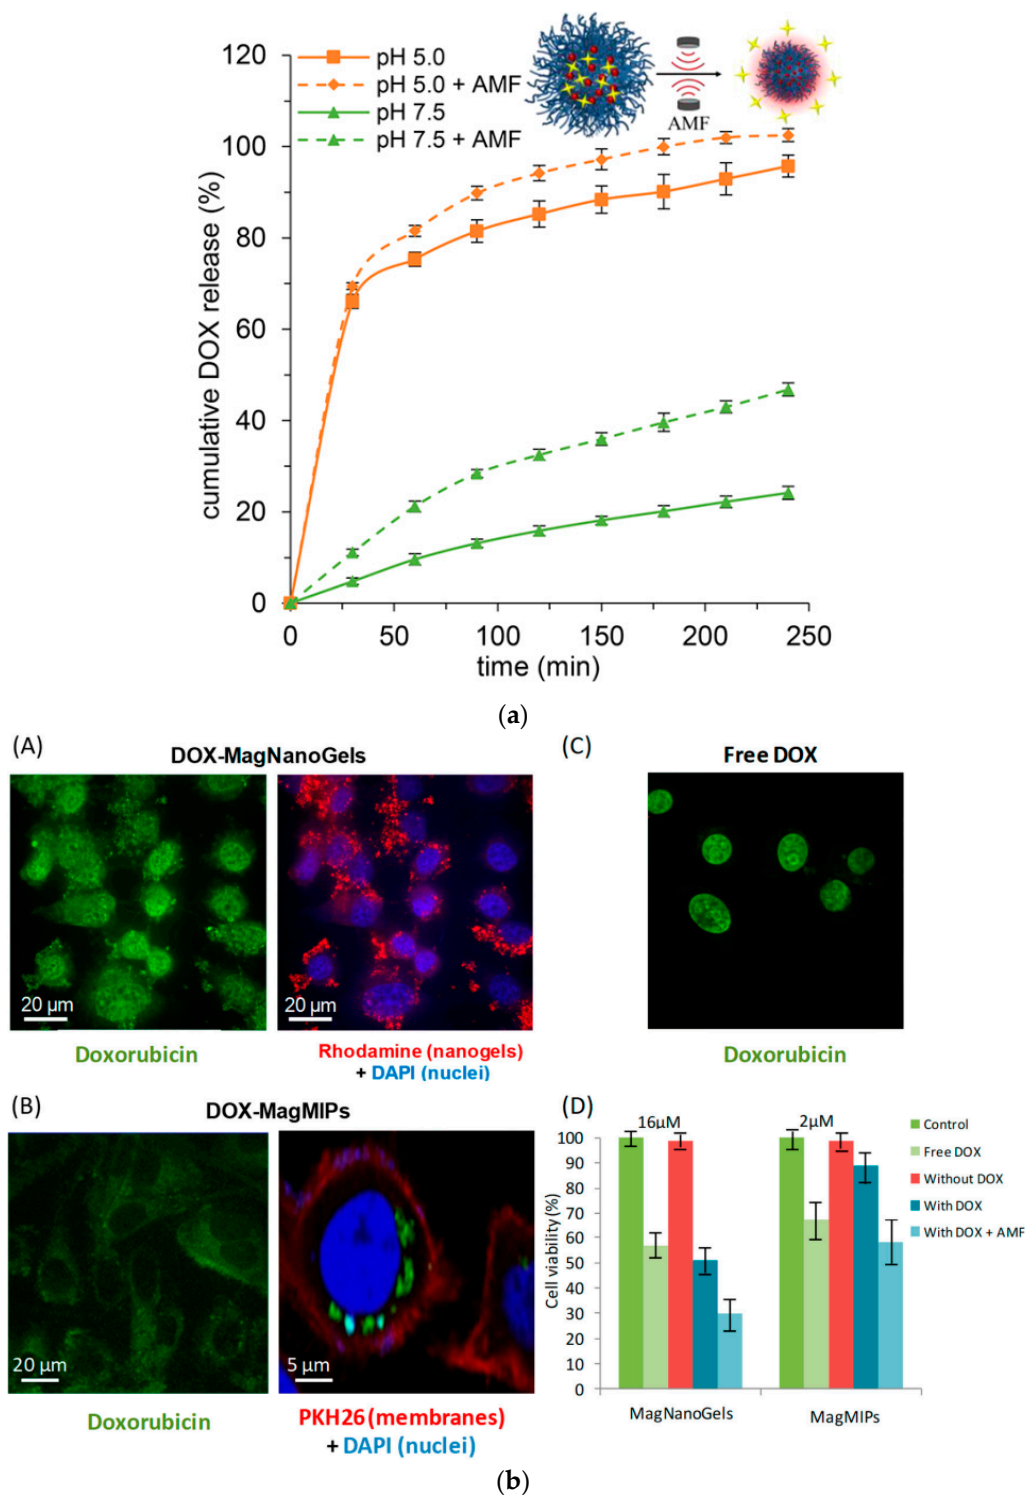 pH 5.0
pH 5.0 + AMF
pH 7.5
pH 7.5 + AMF
AMF
120
100
80
60
40
20
0
cumulative DOX release (%)
0 50 100 150 200 250
time (min)
(a)
(A)
DOX-MagNanoGels
(C)
Free DOX
20 µm
20 µm
Doxorubicin
Rhodamine (nanogels)
+ DAPI (nuclei)
Doxorubicin
(B)
DOX-MagMIPs
(D)
20 µm
5 µm
Doxorubicin
PKH26 (membranes)
+ DAPI (nuclei)
16µM
2µM
100
90
80
70
60
50
40
30
20
10
0
Cell viability (%)
MagNanoGels
MagMIPs
Control
Free DOX
Without DOX
With DOX
With DOX + AMF
(b)